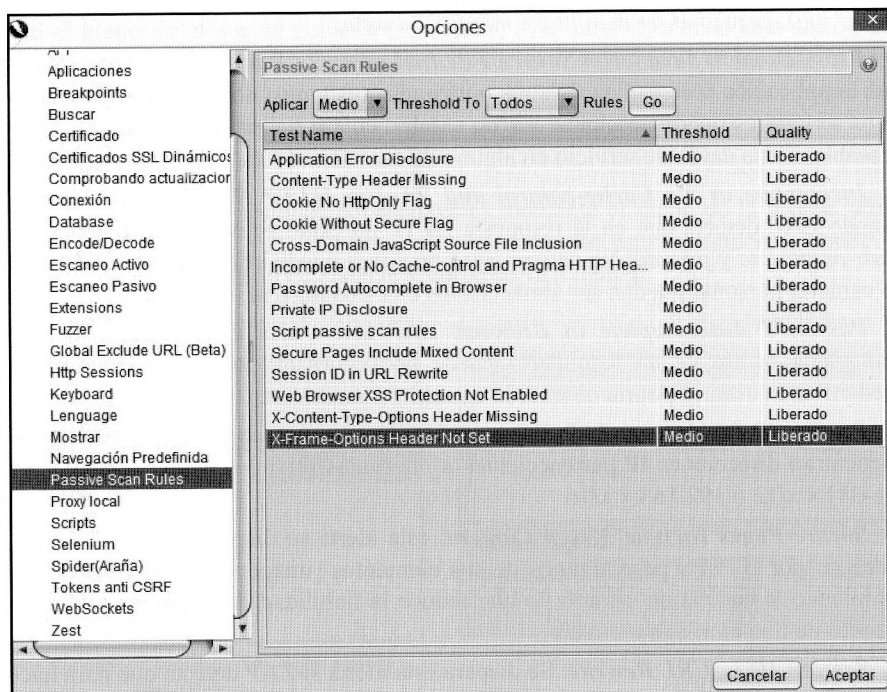 Opciones
Aplicaciones
Breakpoints
Buscar
Certificado
Certificados SSL Dinámicos
Comprobando actualizacior
Conexión
Database
Encode/Decode
Escaneo Activo
Escaneo Pasivo
Extensions
Fuzzer
Global Exclude URL (Beta)
Http Sessions
Keyboard
Lenguage
Mostrar
Navegación Predefinida
Passive Scan Rules
Proxy local
Scripts
Selenium
Spider(Araña)
Tokens anti CSRF
WebSockets
Zest
Passive Scan Rules
Aplicar Medio Threshold To Todos Rules Go
Test Name Threshold Quality
Application Error Disclosure Medio Liberado
Content-Type Header Missing Medio Liberado
Cookie No HttpOnly Flag Medio Liberado
Cookie Without Secure Flag Medio Liberado
Cross-Domain JavaScript Source File Inclusion Medio Liberado
Incomplete or No Cache-control and Pragma HTTP Hea... Medio Liberado
Password Autocomplete in Browser Medio Liberado
Private IP Disclosure Medio Liberado
Script passive scan rules Medio Liberado
Secure Pages Include Mixed Content Medio Liberado
Session ID in URL Rewrite Medio Liberado
Web Browser XSS Protection Not Enabled Medio Liberado
X-Content-Type-Options Header Missing Medio Liberado
X-Frame-Options Header Not Set Medio Liberado
Cancelar Aceptar